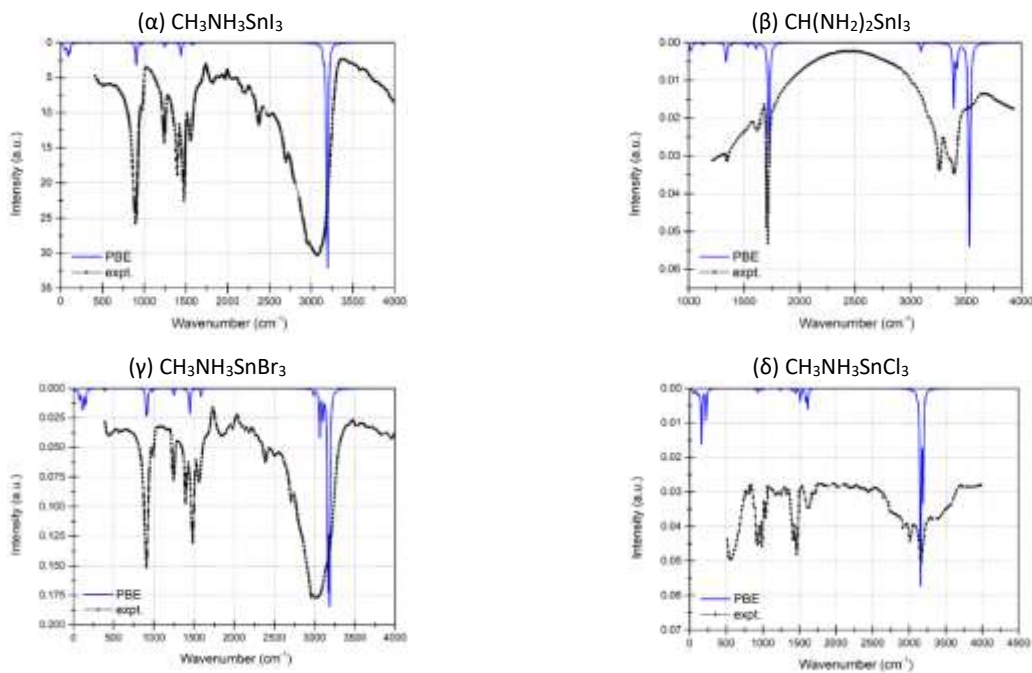 (α) CH₃NH₃SnI₃
0
5
10
15
20
25
30
35
Intensity (a.u.)
PBE
expt.
0 500 1000 1500 2000 2500 3000 3500 4000
Wavenumber (cm⁻¹)
(β) CH(NH₂)₂SnI₃
0.00
0.01
0.02
0.03
0.04
0.05
0.06
Intensity (a.u.)
PBE
expt.
1000 1500 2000 2500 3000 3500 4000
Wavenumber (cm⁻¹)
(γ) CH₃NH₃SnBr₃
0.000
0.025
0.050
0.075
0.100
0.125
0.150
0.175
0.200
Intensity (a.u.)
PBE
expt.
0 500 1000 1500 2000 2500 3000 3500 4000
Wavenumber (cm⁻¹)
(δ) CH₃NH₃SnCl₃
0.00
0.01
0.02
0.03
0.04
0.05
0.06
0.07
Intensity (a.u.)
PBE
expt.
0 500 1000 1500 2000 2500 3000 3500 4000 4500
Wavenumber (cm⁻¹)